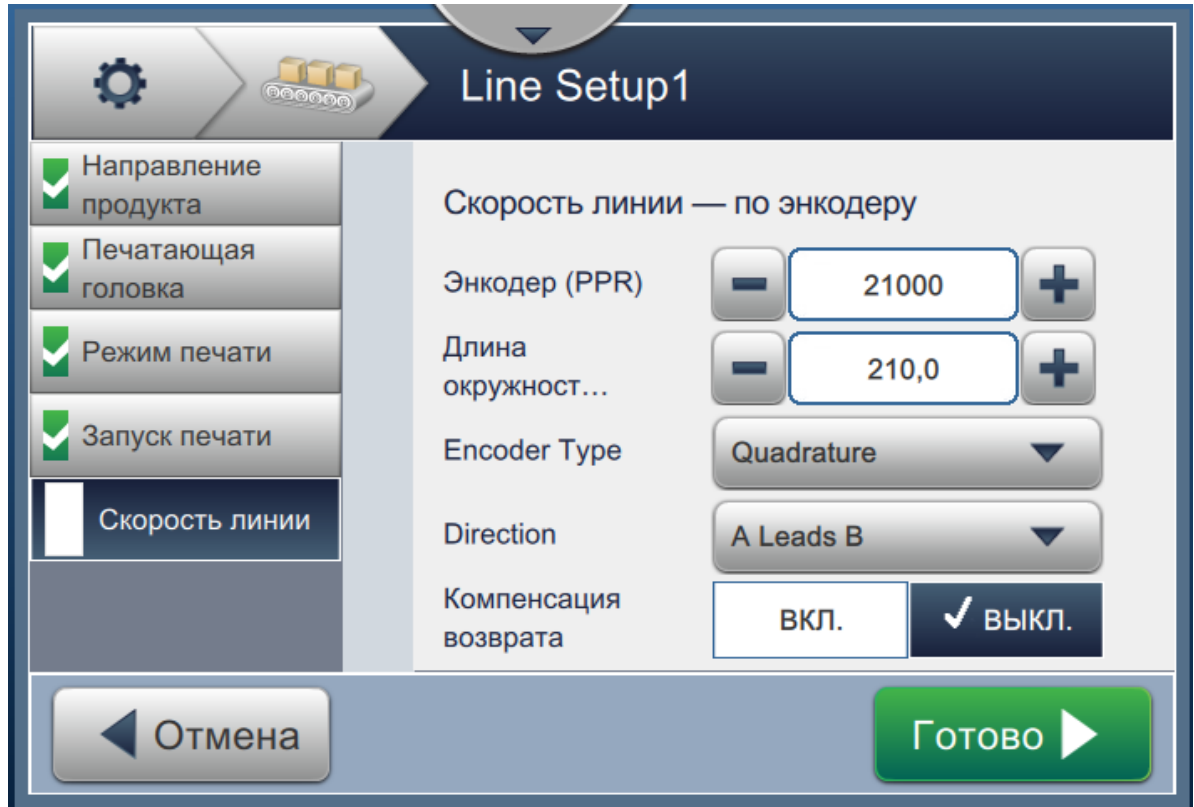 Line Setup1
Направление
продукта
Печатающая
головка
Режим печати
Запуск печати
Скорость линии
Скорость линии — по энкодеру
Энкодер (PPR)
21000
Длина
окружност...
210,0
Encoder Type
Quadrature
Direction
A Leads B
Компенсация
возврата
ВКЛ.
ВЫКЛ.
Отмена
Готово